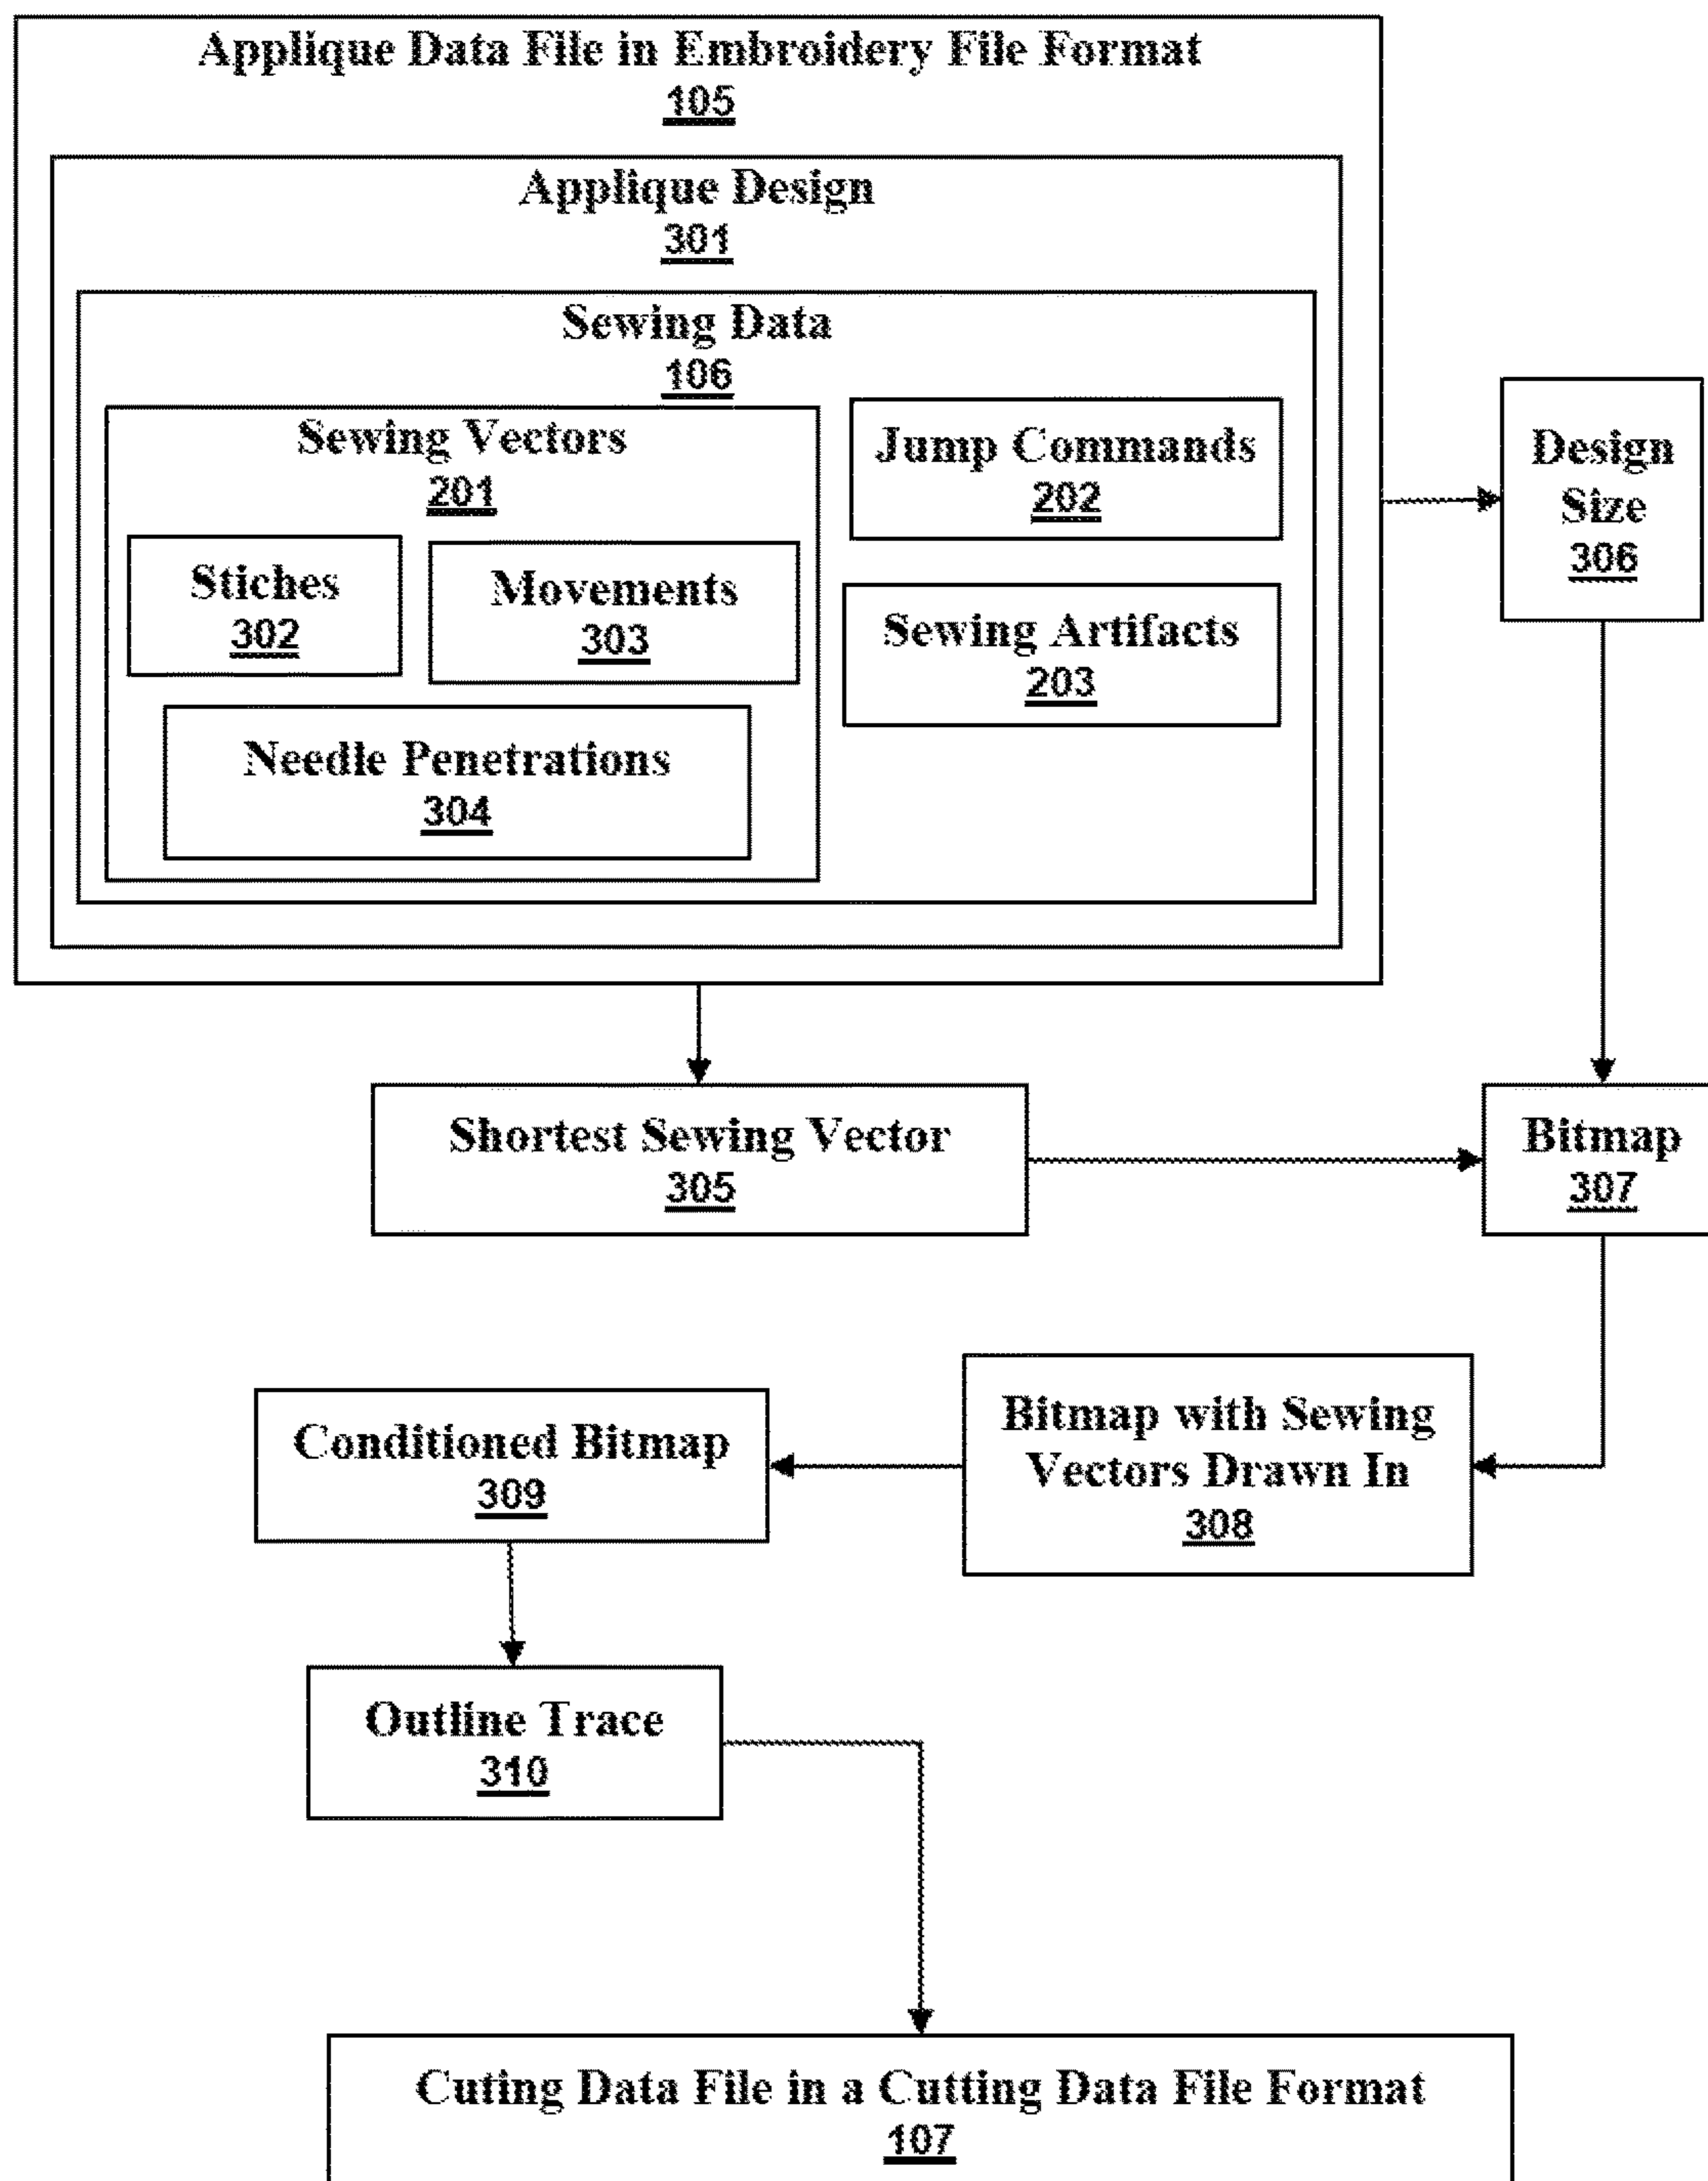 Applique Data File in Embroidery File Format
105
Applique Design
301
Sewing Data
106
Sewing Vectors
201
Stiches
302
Movements
303
Needle Penetrations
304
Jump Commands
202
Sewing Artifacts
203
Design
Size
306
Shortest Sewing Vector
305
Bitmap
307
Bitmap with Sewing
Vectors Drawn In
308
Conditioned Bitmap
309
Outline Trace
310
Cuting Data File in a Cutting Data File Format
107